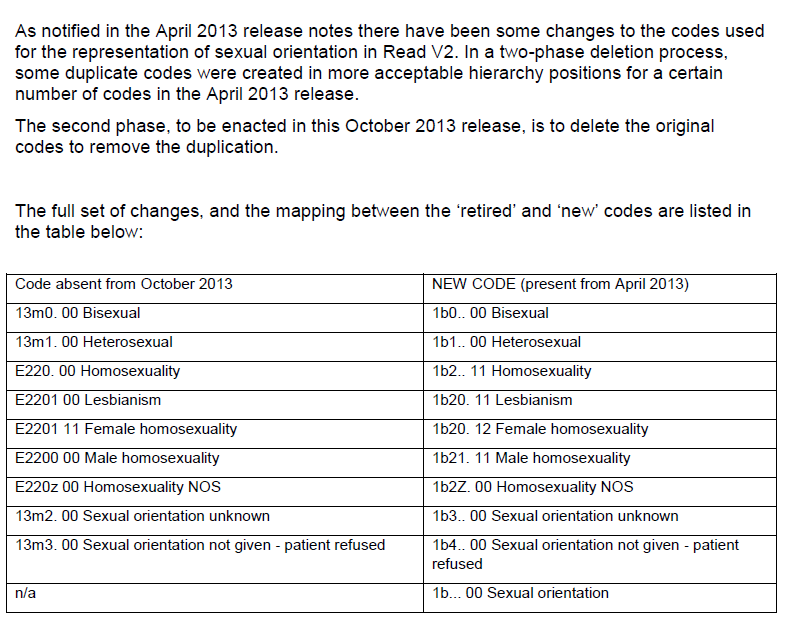 As notified in the April 2013 release notes there have been some changes to the codes used
for the representation of sexual orientation in Read V2. In a two-phase deletion process,
some duplicate codes were created in more acceptable hierarchy positions for a certain
number of codes in the April 2013 release.
The second phase, to be enacted in this October 2013 release, is to delete the original
codes to remove the duplication.
The full set of changes, and the mapping between the ‘retired’ and ‘new’ codes are listed in
the table below:
Code absent from October 2013 NEW CODE (present from April 2013)
13m0. 00 Bisexual 1b0.. 00 Bisexual
13m1. 00 Heterosexual 1b1.. 00 Heterosexual
E220. 00 Homosexuality 1b2.. 11 Homosexuality
E2201 00 Lesbianism 1b20. 11 Lesbianism
E2201 11 Female homosexuality 1b20. 12 Female homosexuality
E2200 00 Male homosexuality 1b21. 11 Male homosexuality
E220z 00 Homosexuality NOS 1b2Z. 00 Homosexuality NOS
13m2. 00 Sexual orientation unknown 1b3.. 00 Sexual orientation unknown
13m3. 00 Sexual orientation not given - patient refused 1b4.. 00 Sexual orientation not given - patient
refused
n/a 1b... 00 Sexual orientation